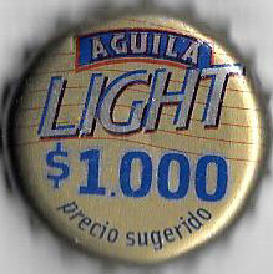 AGUILA
LIGHT
$1.000
precio sugerido